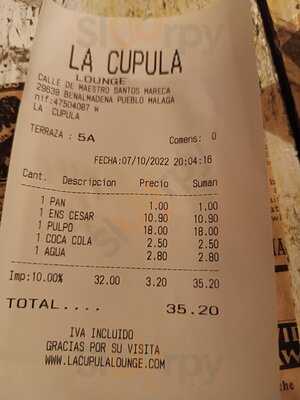 LA CUPULA
LOUNGE
CALLE DE MAESTRO SANTOS MARECA
29639 BENALMADENA PUEBLO MALAGA
nif:47504087 W
LA CUPULA
TERRAZA : 5A
Comens: 0
FECHA:07/10/2022 20:04:16
Cant. Descripcion Precio Suman
1 PAN 1.00 1.00
1 ENS CESAR 10.90 10.90
1 PULPO 18.00 18.00
1 COCA COLA 2.50 2.50
1 AGUA 2.80 2.80
Imp:10.00% 32.00 3.20 35.20
TOTAL.... 35.20
IVA INCLUIDO
GRACIAS POR SU VISITA
WWW.LACUPULALOUNGE.COM